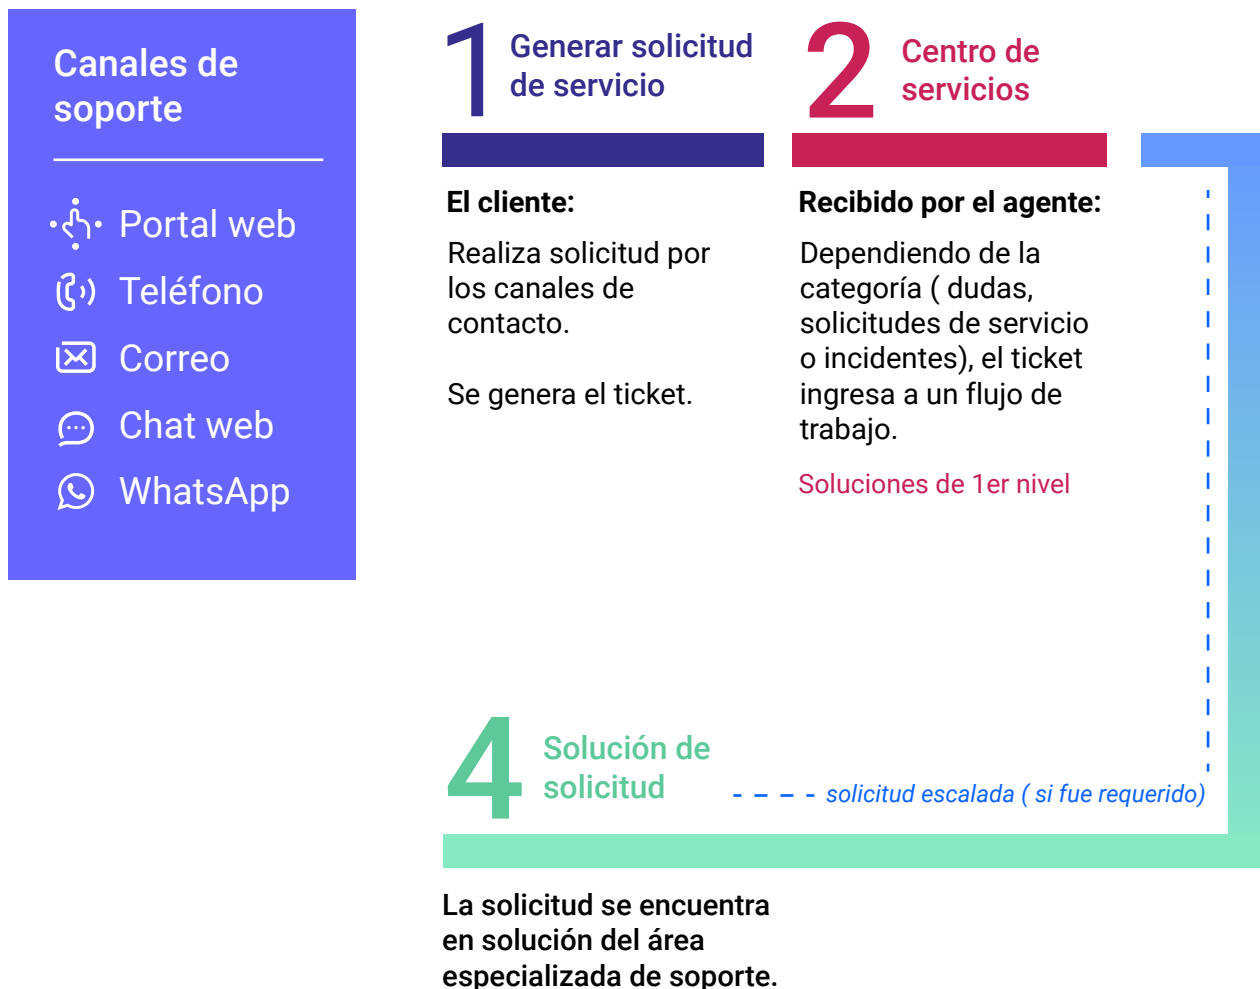 Canales de
soporte
Portal web
Teléfono
Correo
Chat web
WhatsApp
1
Generar solicitud
de servicio
El cliente:
Realiza solicitud por
los canales de
contacto.
Se genera el ticket.
2
Centro de
servicios
Recibido por el agente:
Dependiendo de la
categoría ( dudas,
solicitudes de servicio
o incidentes), el ticket
ingresa a un flujo de
trabajo.
Soluciones de 1er nivel
4
Solución de
solicitud
solicitud escalada ( si fue requerido)
La solicitud se encuentra
en solución del área
especializada de soporte.